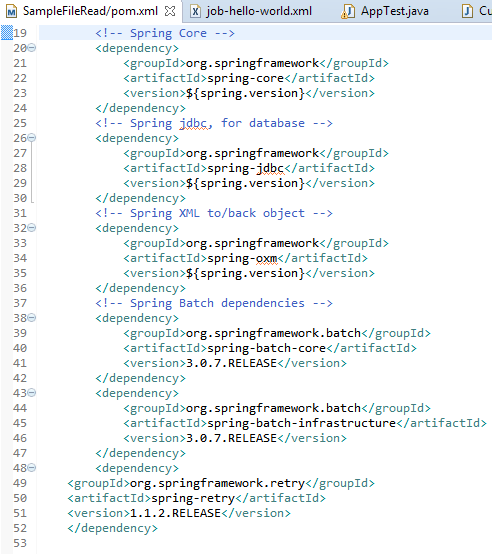 SampleFileRead/pom.xml job-hello-world.xml AppTest.java Cu
19 <!-- Spring Core -->
20 <dependency>
21 <groupId>org.springframework</groupId>
22 <artifactId>spring-core</artifactId>
23 <version>${spring.version}</version>
24 </dependency>
25 <!-- Spring jdbc, for database -->
26 <dependency>
27 <groupId>org.springframework</groupId>
28 <artifactId>spring-jdbc</artifactId>
29 <version>${spring.version}</version>
30 </dependency>
31 <!-- Spring XML to/back object -->
32 <dependency>
33 <groupId>org.springframework</groupId>
34 <artifactId>spring-oxm</artifactId>
35 <version>${spring.version}</version>
36 </dependency>
37 <!-- Spring Batch dependencies -->
38 <dependency>
39 <groupId>org.springframework.batch</groupId>
40 <artifactId>spring-batch-core</artifactId>
41 <version>3.0.7.RELEASE</version>
42 </dependency>
43 <dependency>
44 <groupId>org.springframework.batch</groupId>
45 <artifactId>spring-batch-infrastructure</artifactId>
46 <version>3.0.7.RELEASE</version>
47 </dependency>
48 <dependency>
49 <groupId>org.springframework.retry</groupId>
50 <artifactId>spring-retry</artifactId>
51 <version>1.1.2.RELEASE</version>
52 </dependency>
53